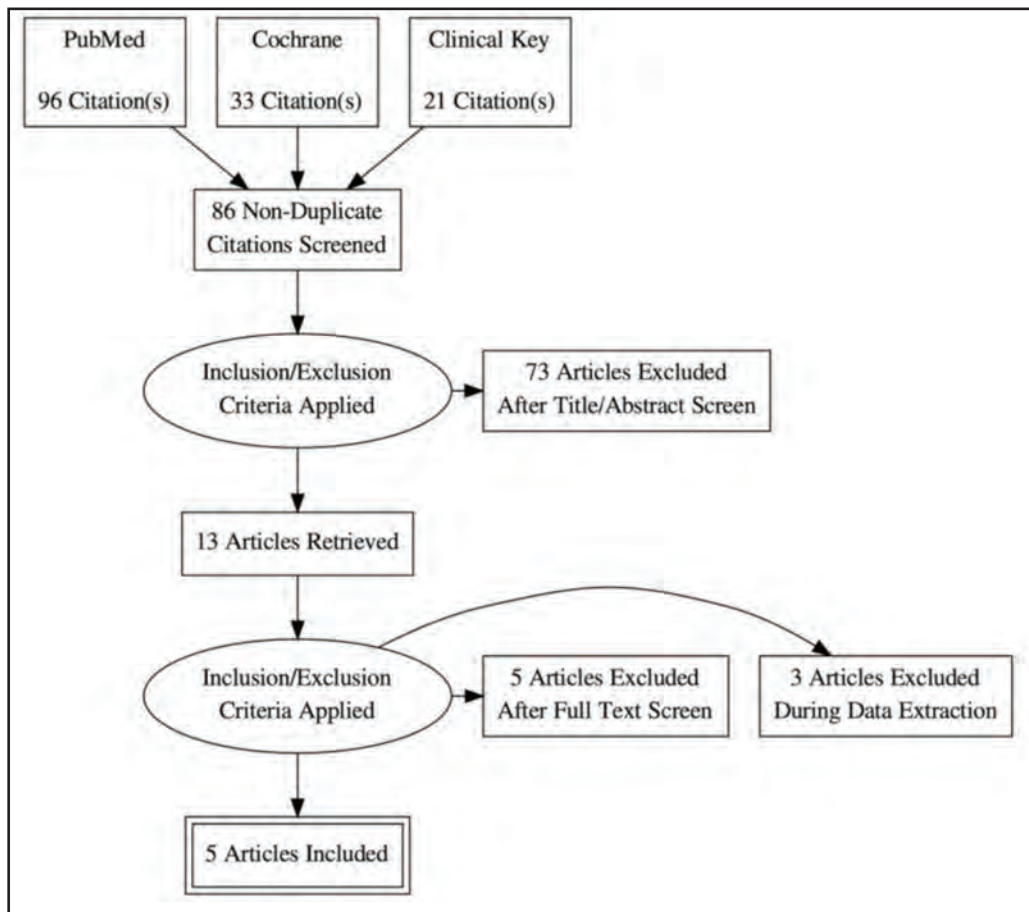 PubMed
96 Citation(s)
Cochrane
33 Citation(s)
Clinical Key
21 Citation(s)
86 Non-Duplicate
Citations Screened
Inclusion/Exclusion
Criteria Applied
73 Articles Excluded
After Title/Abstract Screen
13 Articles Retrieved
Inclusion/Exclusion
Criteria Applied
5 Articles Excluded
After Full Text Screen
3 Articles Excluded
During Data Extraction
5 Articles Included